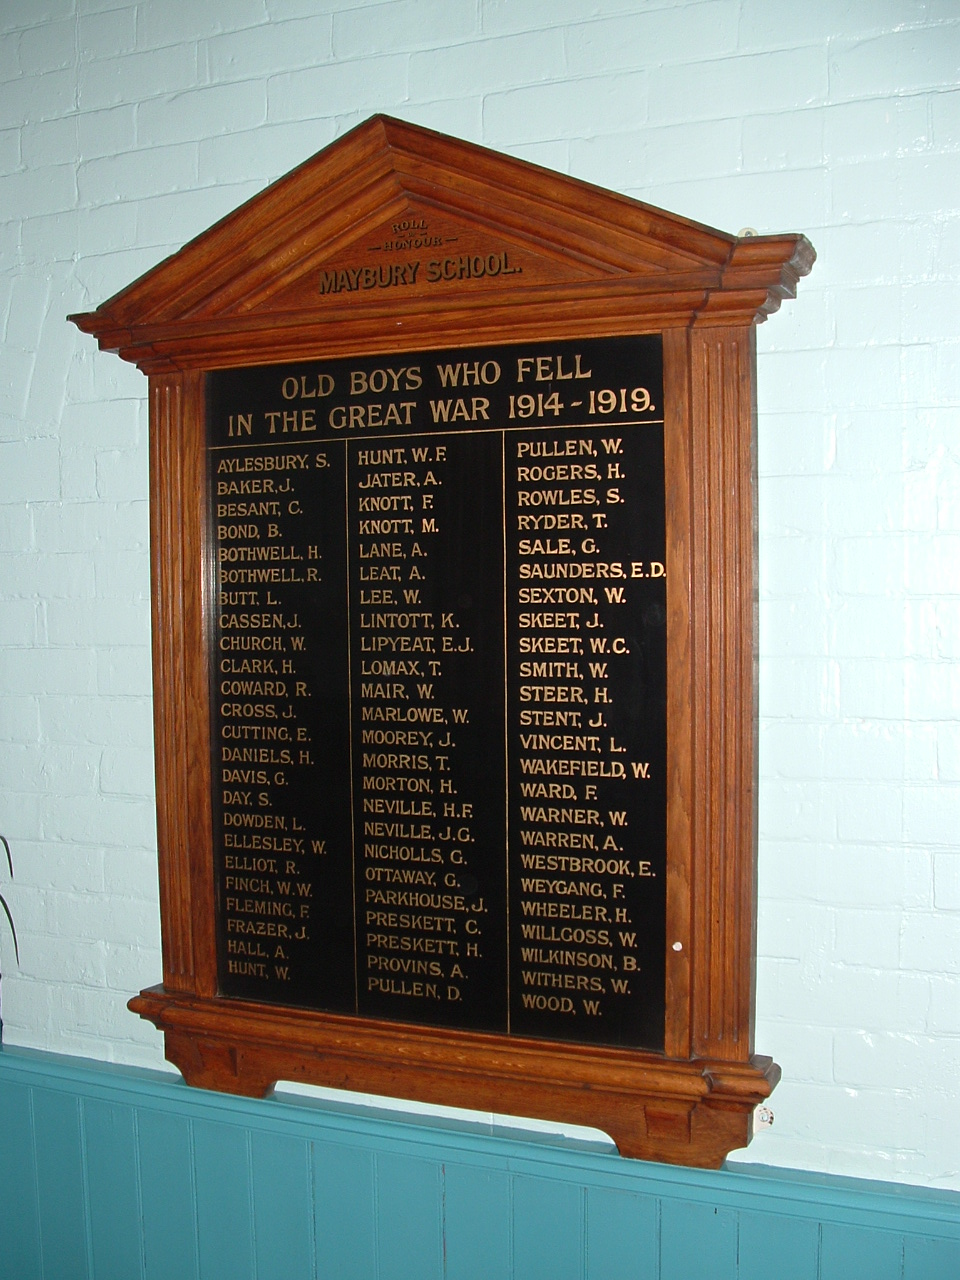 ROLL
OF
HONOUR
MAYBURY SCHOOL.
OLD BOYS WHO FELL
IN THE GREAT WAR 1914-1919.
AYLESBURY, S.
BAKER, J.
BESANT, C.
BOND, B.
BOTHWELL, H.
BOTHWELL, R.
BUTT, L.
CASSEN, J.
CHURCH, W.
CLARK, H.
COWARD, R.
CROSS, J.
CUTTING, E.
DANIELS, H.
DAVIS, G.
DAY, S.
DOWDEN, L.
ELLESLEY, W.
ELLIOT, R.
FINCH, W.W.
FLEMING, F.
FRAZER, J.
HALL, A.
HUNT, W.
HUNT, W.F.
JATER, A.
KNOTT, F.
KNOTT, M.
LANE, A.
LEAT, A.
LEE, W.
LINTOTT, K.
LIPYEAT, E.J.
LOMAX, T.
MAIR, W.
MARLOWE, W.
MOOREY, J.
MORRIS, T.
MORTON, H.
NEVILLE, H.F.
NEVILLE, J.G.
NICHOLLS, G.
OTTAWAY, G.
PARKHOUSE, J.
PRESKETT, C.
PRESKETT, H.
PROVINS, A.
PULLEN, D.
PULLEN, W.
ROGERS, H.
ROWLES, S.
RYDER, T.
SALE, G.
SAUNDERS, E.D.
SEXTON, W.
SKEET, J.
SKEET, W.C.
SMITH, W.
STEER, H.
STENT, J.
VINCENT, L.
WAKEFIELD, W.
WARD, F.
WARNER, W.
WARREN, A.
WESTBROOK, E.
WEYGANG, F.
WHEELER, H.
WILLGOSS, W.
WILKINSON, B.
WITHERS, W.
WOOD, W.